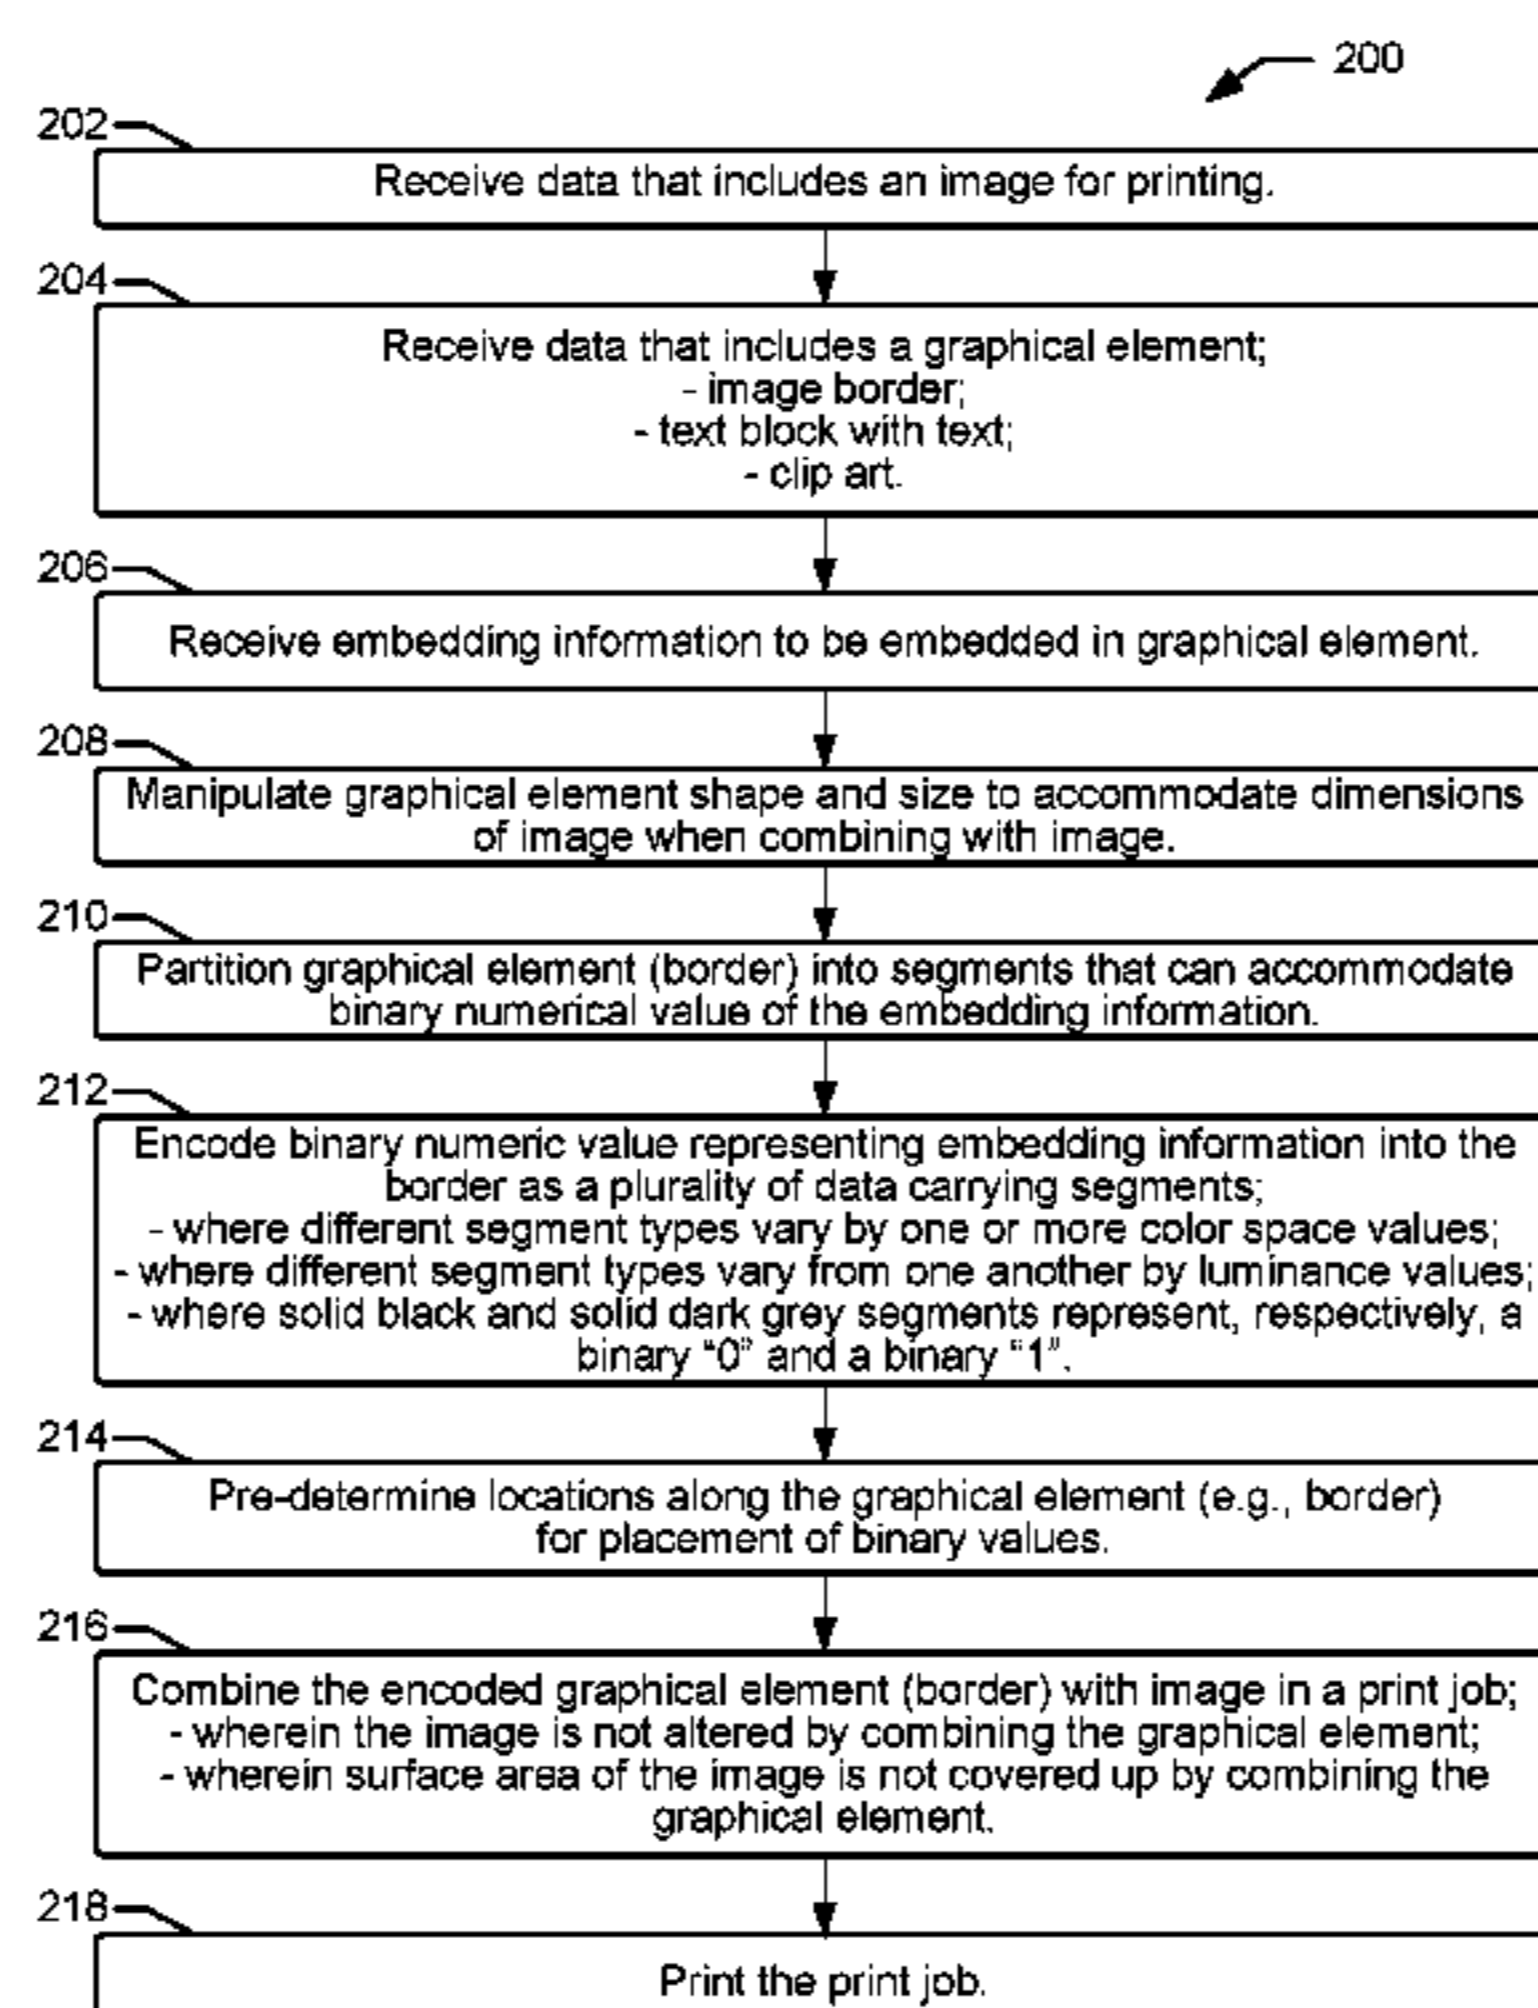 200
202
Receive data that includes an image for printing.
204
Receive data that includes a graphical element;
- image border;
- text block with text;
- clip art.
206
Receive embedding information to be embedded in graphical element.
208
Manipulate graphical element shape and size to accommodate dimensions
of image when combining with image.
210
Partition graphical element (border) into segments that can accommodate
binary numerical value of the embedding information.
212
Encode binary numeric value representing embedding information into the
border as a plurality of data carrying segments;
- where different segment types vary by one or more color space values;
- where different segment types vary from one another by luminance values;
- where solid black and solid dark grey segments represent, respectively, a
binary “0” and a binary “1”.
214
Pre-determine locations along the graphical element (e.g., border)
for placement of binary values.
216
Combine the encoded graphical element (border) with image in a print job;
- wherein the image is not altered by combining the graphical element;
- wherein surface area of the image is not covered up by combining the
graphical element.
218
Print the print job.